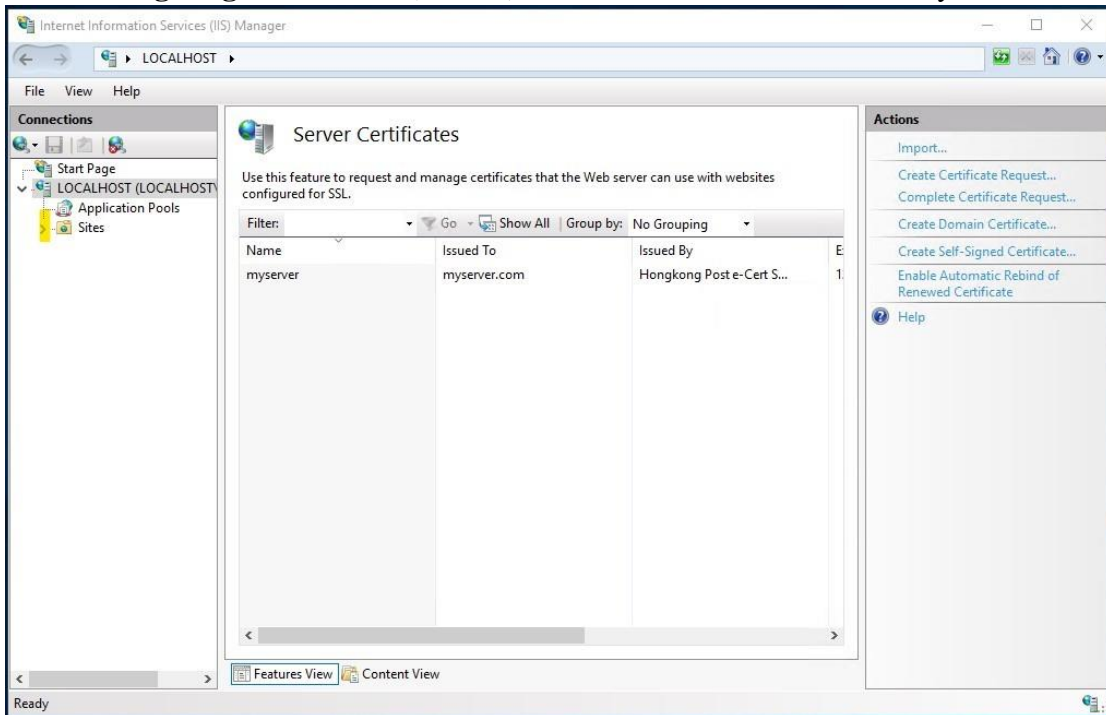 Internet Information Services (IIS) Manager
LOCALHOST
File View Help
Connections
Start Page
LOCALHOST (LOCALHOST\
Application Pools
Sites
Server Certificates
Use this feature to request and manage certificates that the Web server can use with websites
configured for SSL.
Filter: Go Show All Group by: No Grouping
Name Issued To Issued By E
myserver myserver.com Hongkong Post e-Cert S... 1
Features View Content View
Actions
Import...
Create Certificate Request...
Complete Certificate Request...
Create Domain Certificate...
Create Self-Signed Certificate...
Enable Automatic Rebind of
Renewed Certificate
Help
Ready